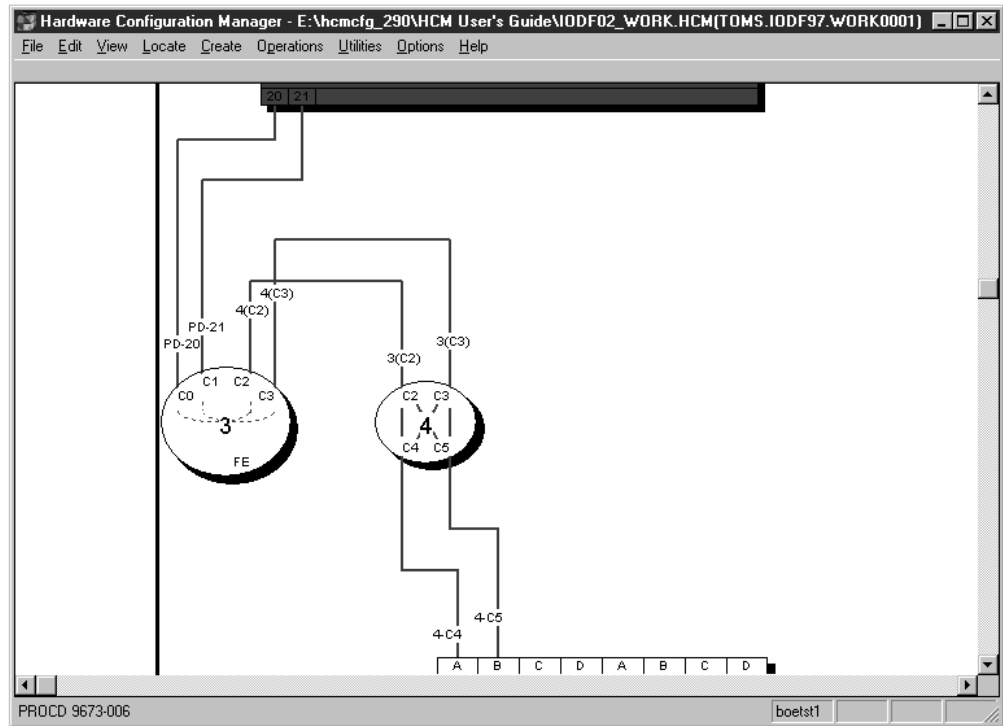 Hardware Configuration Manager - E:\hcmcfg_290\HCM User's Guide\IODF02_WORK.HCM(TOMS.IODF97.WORK0001)
File Edit View Locate Create Operations Utilities Options Help
20 21
4(C3)
4(C2)
PD-21
PD-20
3(C3)
3(C2)
C1 C2
C0 C3
3
FE
C2 C3
4
C4 C5
4-C5
4-C4
A B C D A B C D
PROCD 9673-006 boetst1